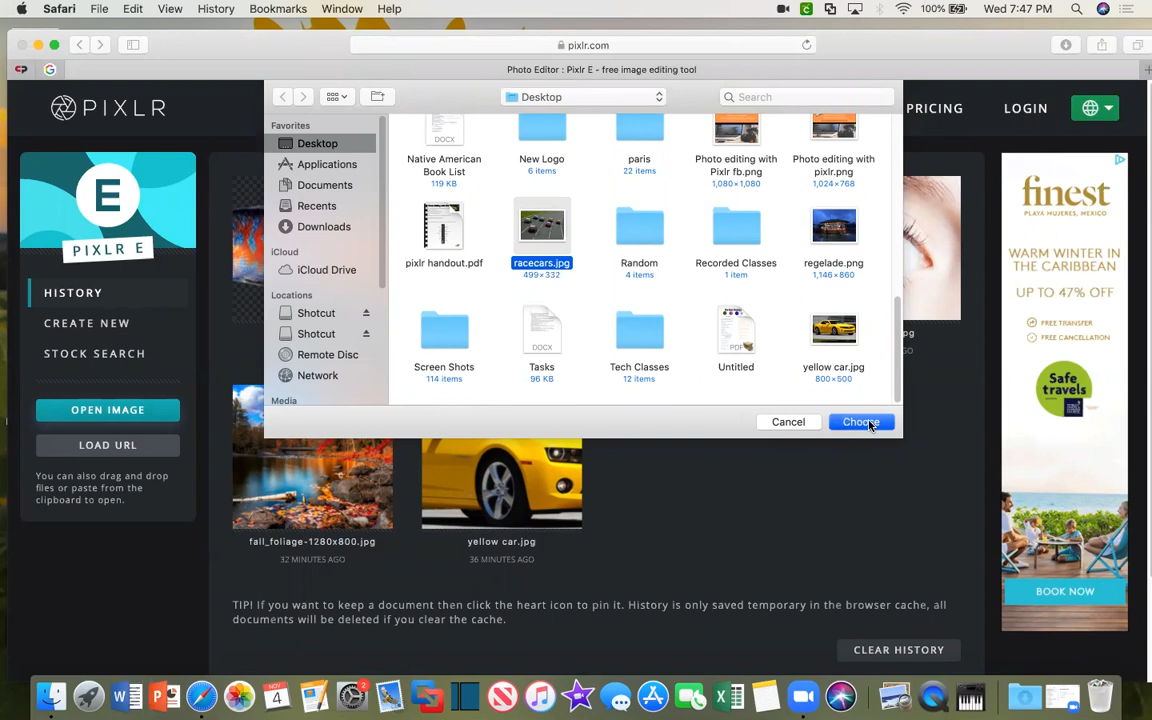 Safari File Edit View History Bookmarks Window Help 100% Wed 7:47 PM
pixlr.com
Photo Editor : Pixlr E - free image editing tool
PIXLR
PRICING
LOGIN
Desktop
Search
Favorites
Desktop
Applications
Documents
Recents
Downloads
iCloud
iCloud Drive
Locations
Shotcut
Shotcut
Remote Disc
Network
Media
DOCX
Native American
Book List
119 KB
New Logo
6 items
paris
22 items
Photo editing with
Pixlr fb.png
1,080×1,080
Photo editing with
pixlr.png
1,024×768
pixlr handout.pdf
racecars.jpg
499×332
Random
4 items
Recorded Classes
1 item
regelade.png
1,146×860
Screen Shots
114 items
DOCX
Tasks
96 KB
Tech Classes
12 items
PDF
Untitled
yellow car.jpg
800×500
Cancel
Choose
E
PIXLR E
HISTORY
CREATE NEW
STOCK SEARCH
OPEN IMAGE
LOAD URL
You can also drag and drop
files or paste from the
clipboard to open.
pg
GO
fall_foliage-1280x800.jpg
32 MINUTES AGO
yellow car.jpg
36 MINUTES AGO
TIP! If you want to keep a document then click the heart icon to pin it. History is only saved temporary in the browser cache, all
documents will be deleted if you clear the cache.
CLEAR HISTORY
finest
PLAYA MUJERES, MEXICO
WARM WINTER IN
THE CARIBBEAN
UP TO 47% OFF
FREE TRANSFER
FREE CANCELLATION
Safe
travels
BOOK NOW
NOV
4
2